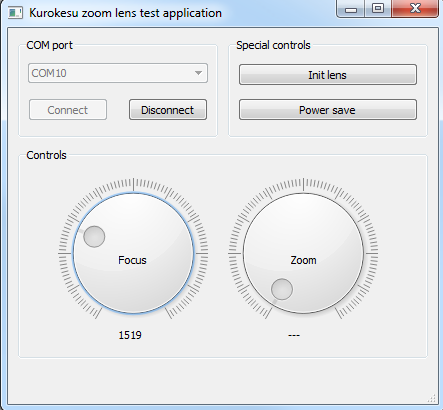 Kurokesu zoom lens test application
COM port
COM10
Connect
Disconnect
Special controls
Init lens
Power save
Controls
Focus
Zoom
1519
---